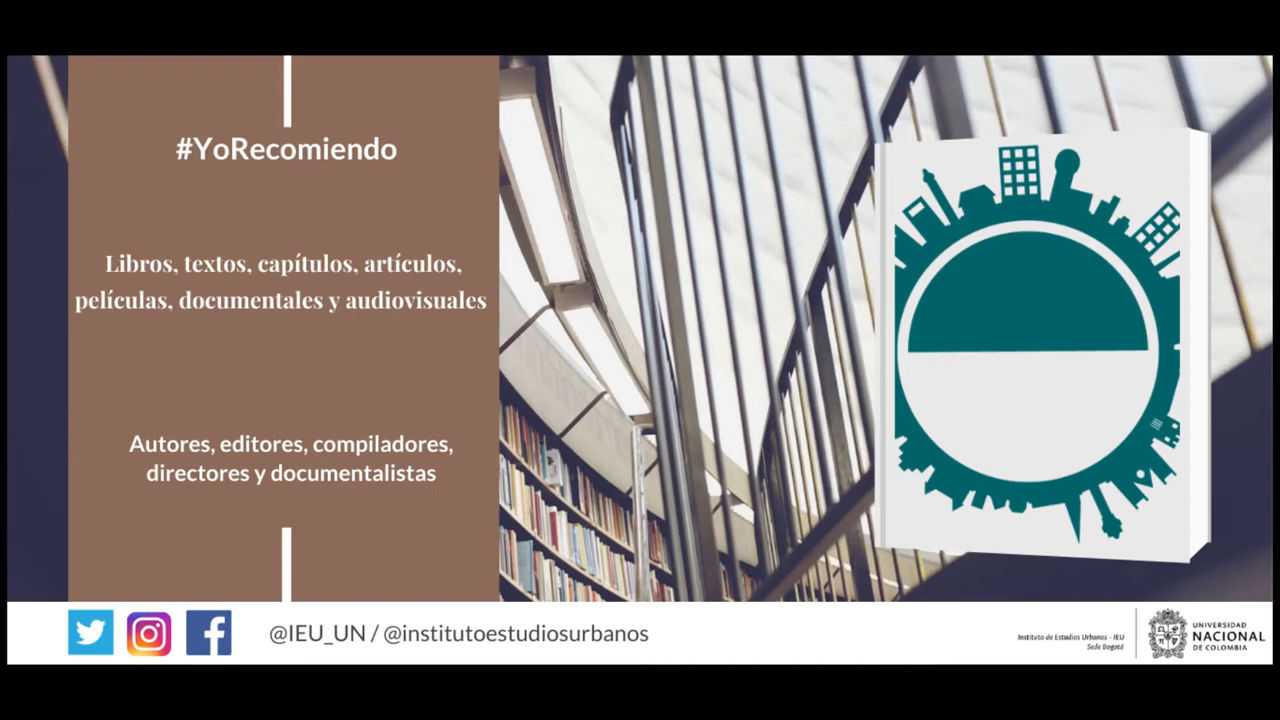 #YoRecomiendo
Libros, textos, capítulos, artículos,
películas, documentales y audiovisuales
Autores, editores, compiladores,
directores y documentalistas
@IEU_UN / @institutoestudiosurbanos
Instituto de Estudios Urbanos - IEU
Sede Bogotá
UNIVERSIDAD
NACIONAL
DE COLOMBIA